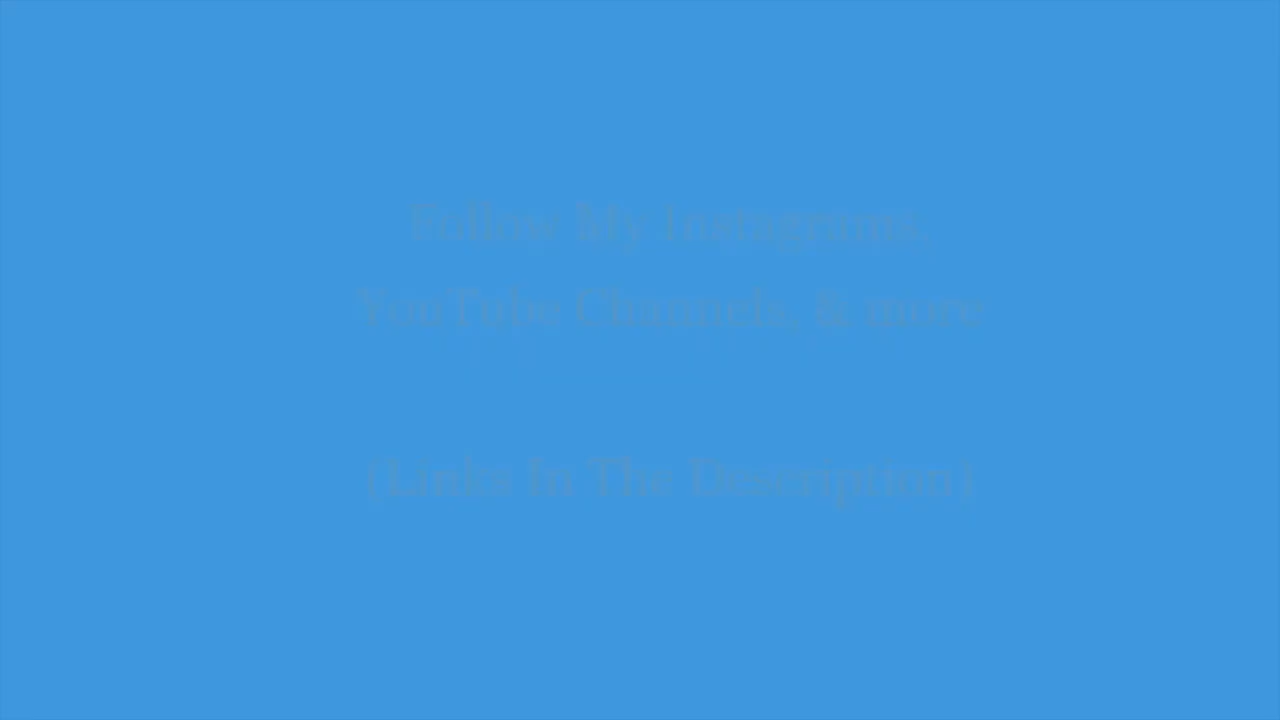 Follow My Instagrams,
YouTube Channels, & more
(Links In The Description)